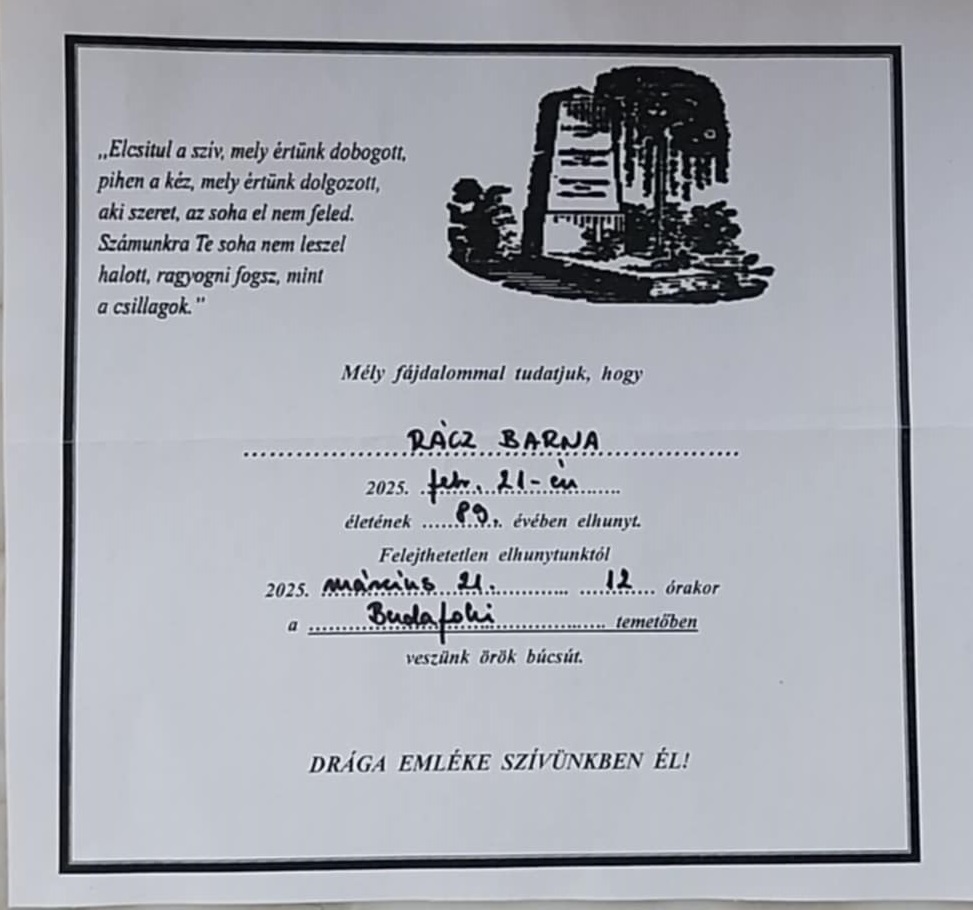 „Elcsitul a szív, mely értünk dobogott,
pihen a kéz, mely értünk dolgozott,
aki szeret, az soha el nem feled.
Számunkra Te soha nem leszel
halott, ragyogni fogsz, mint
a csillagok."
Mély fájdalommal tudatjuk, hogy
RÁCZ BARNA
2025. febr. 21-én
életének 89. évében elhunyt.
Felejthetetlen elhunytunktól
2025. március 21. 12 órakor
a Budafoki temetőben
veszünk örök búcsút.
DRÁGA EMLÉKE SZÍVÜNKBEN ÉL!